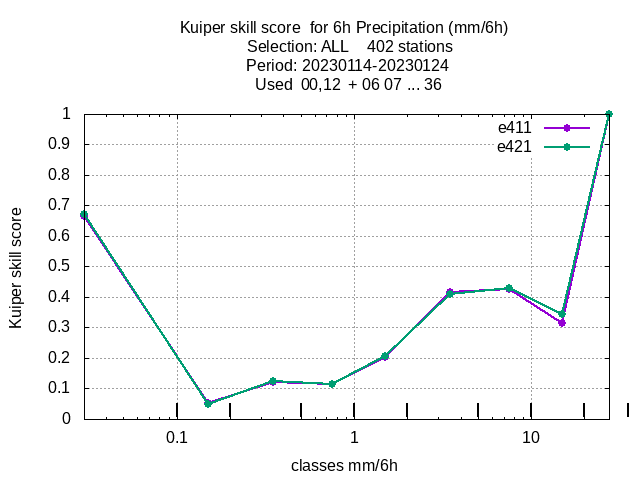 Kuiper skill score  for 6h Precipitation (mm/6h)
Selection: ALL    402 stations
Period: 20230114-20230124
Used  00,12  + 06 07 ... 36
e411
e421
1
0.9
0.8
0.7
0.6
0.5
0.4
0.3
0.2
0.1
0
Kuiper skill score
0.1 1 10
classes mm/6h